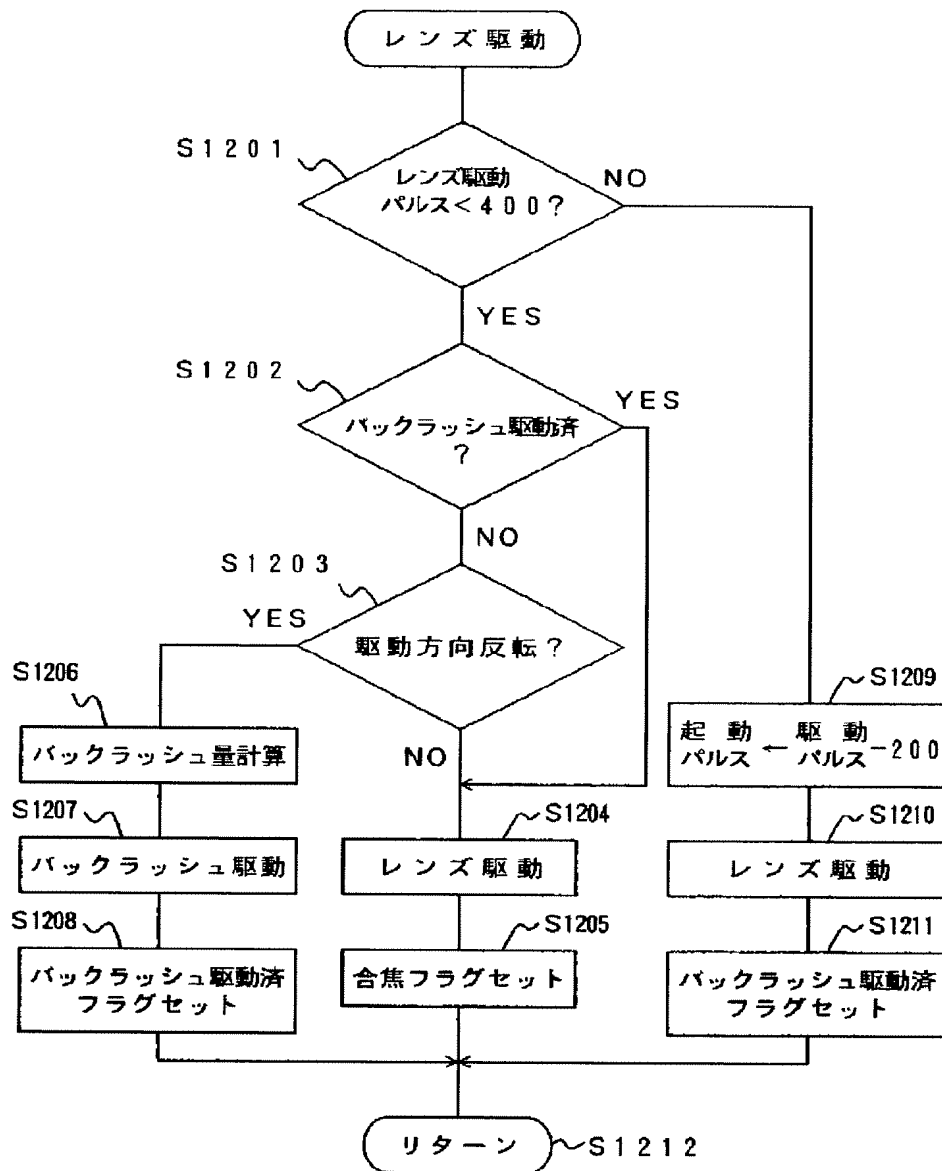 レンズ駆動
S1201
レンズ駆動
パルス<400?
NO
YES
S1202
YES
バックラッシュ駆動済
?
NO
S1203
YES
駆動方向反転?
NO
S1206
バックラッシュ量計算
S1207
バックラッシュ駆動
S1208
バックラッシュ駆動済
フラグセット
S1204
レンズ駆動
S1205
合焦フラグセット
S1209
起動 駆動
パルス ← パルス-200
S1210
レンズ駆動
S1211
バックラッシュ駆動済
フラグセット
リターン
S1212